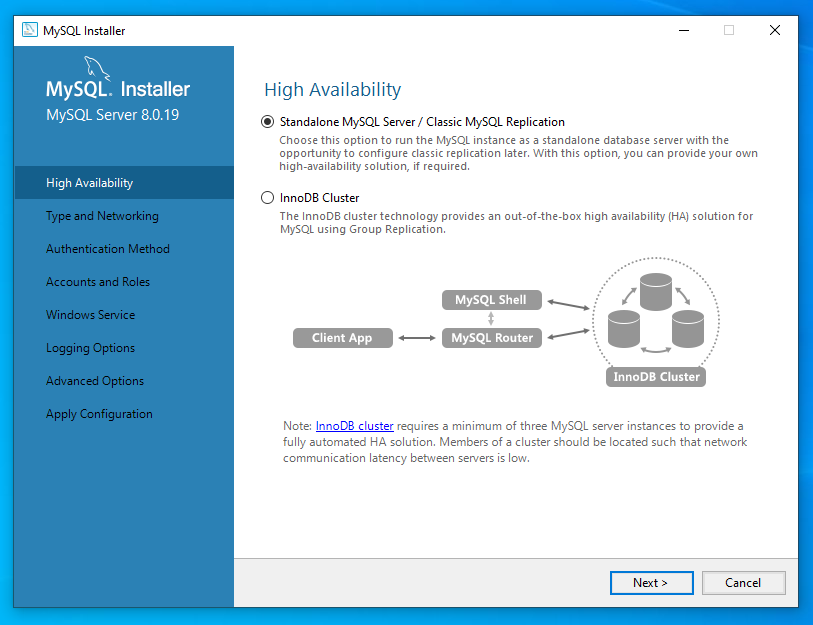 MySQL Installer
MySQL. Installer
MySQL Server 8.0.19
High Availability
Type and Networking
Authentication Method
Accounts and Roles
Windows Service
Logging Options
Advanced Options
Apply Configuration
High Availability
Standalone MySQL Server / Classic MySQL Replication
Choose this option to run the MySQL instance as a standalone database server with the
opportunity to configure classic replication later. With this option, you can provide your own
high-availability solution, if required.
InnoDB Cluster
The InnoDB cluster technology provides an out-of-the-box high availability (HA) solution for
MySQL using Group Replication.
MySQL Shell
Client App
MySQL Router
InnoDB Cluster
Note: InnoDB cluster requires a minimum of three MySQL server instances to provide a
fully automated HA solution. Members of a cluster should be located such that network
communication latency between servers is low.
Next >
Cancel